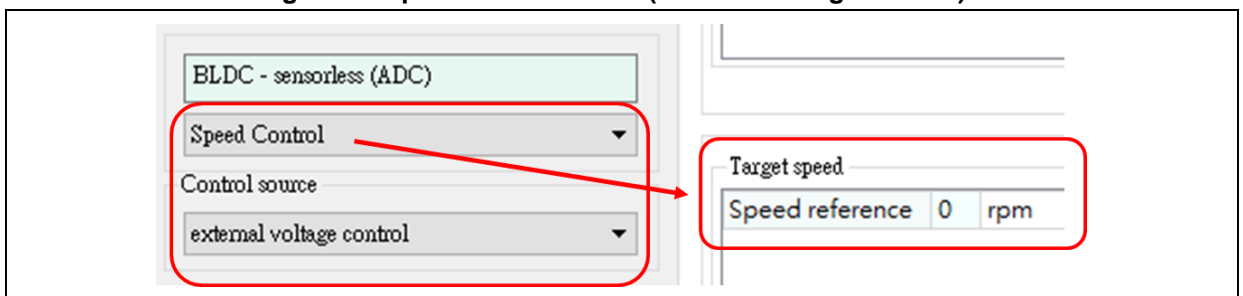 BLDC - sensorless (ADC)
Speed Control
Control source
external voltage control
Target speed
Speed reference 0 rpm